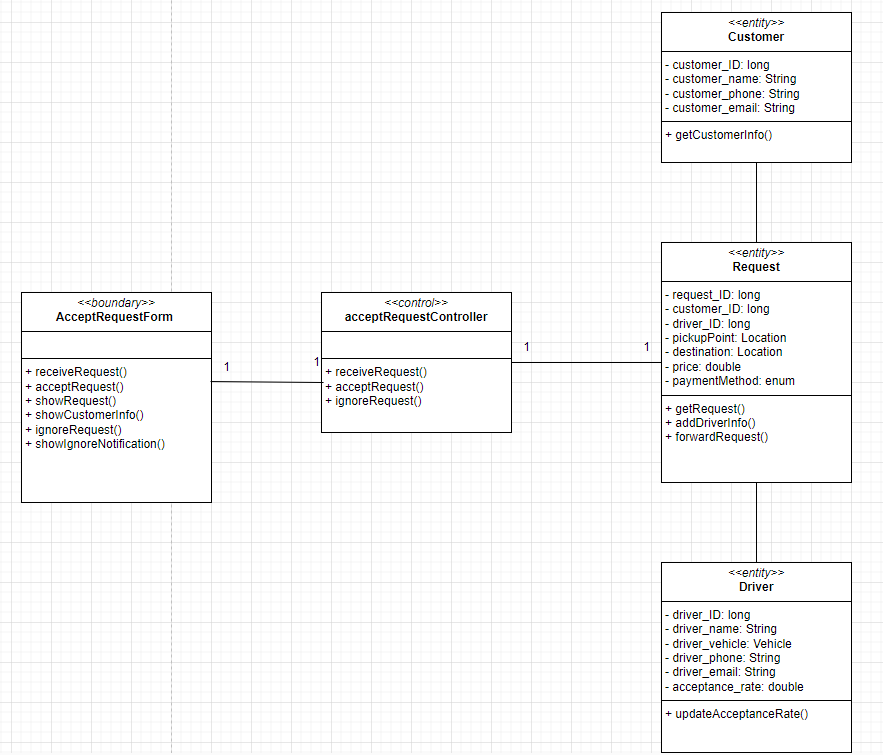 <<entity>>
Customer
- customer_ID: long
- customer_name: String
- customer_phone: String
- customer_email: String
+ getCustomerInfo()
<<boundary>>
AcceptRequestForm
+ receiveRequest()
+ acceptRequest()
+ showRequest()
+ showCustomerInfo()
+ ignoreRequest()
+ showIgnoreNotification()
1
1
<<control>>
acceptRequestController
+ receiveRequest()
+ acceptRequest()
+ ignoreRequest()
1
1
<<entity>>
Request
- request_ID: long
- customer_ID: long
- driver_ID: long
- pickupPoint: Location
- destination: Location
- price: double
- paymentMethod: enum
+ getRequest()
+ addDriverInfo()
+ forwardRequest()
<<entity>>
Driver
- driver_ID: long
- driver_name: String
- driver_vehicle: Vehicle
- driver_phone: String
- driver_email: String
- acceptance_rate: double
+ updateAcceptanceRate()